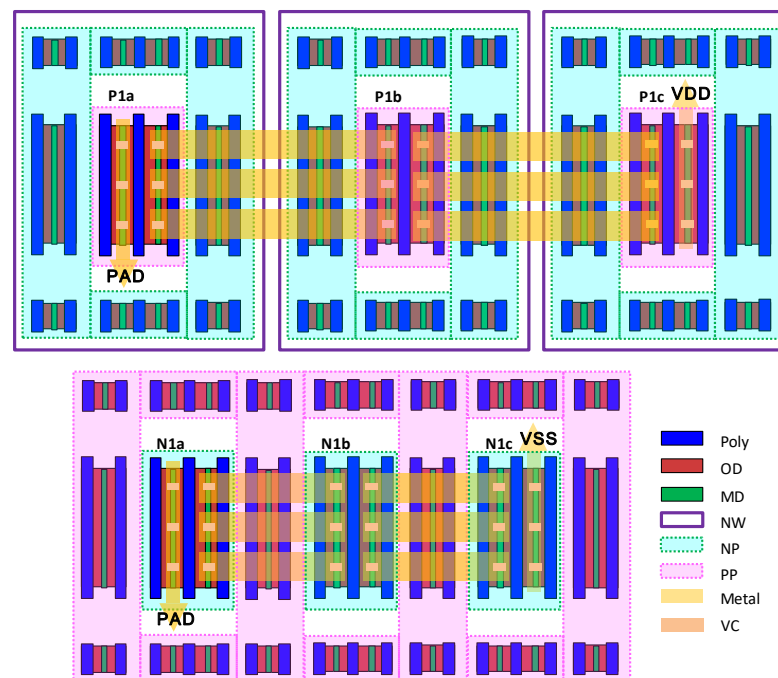 P1a
P1b
P1c
VDD
PAD
N1a
N1b
N1c
VSS
PAD
Poly
OD
MD
NW
NP
PP
Metal
VC